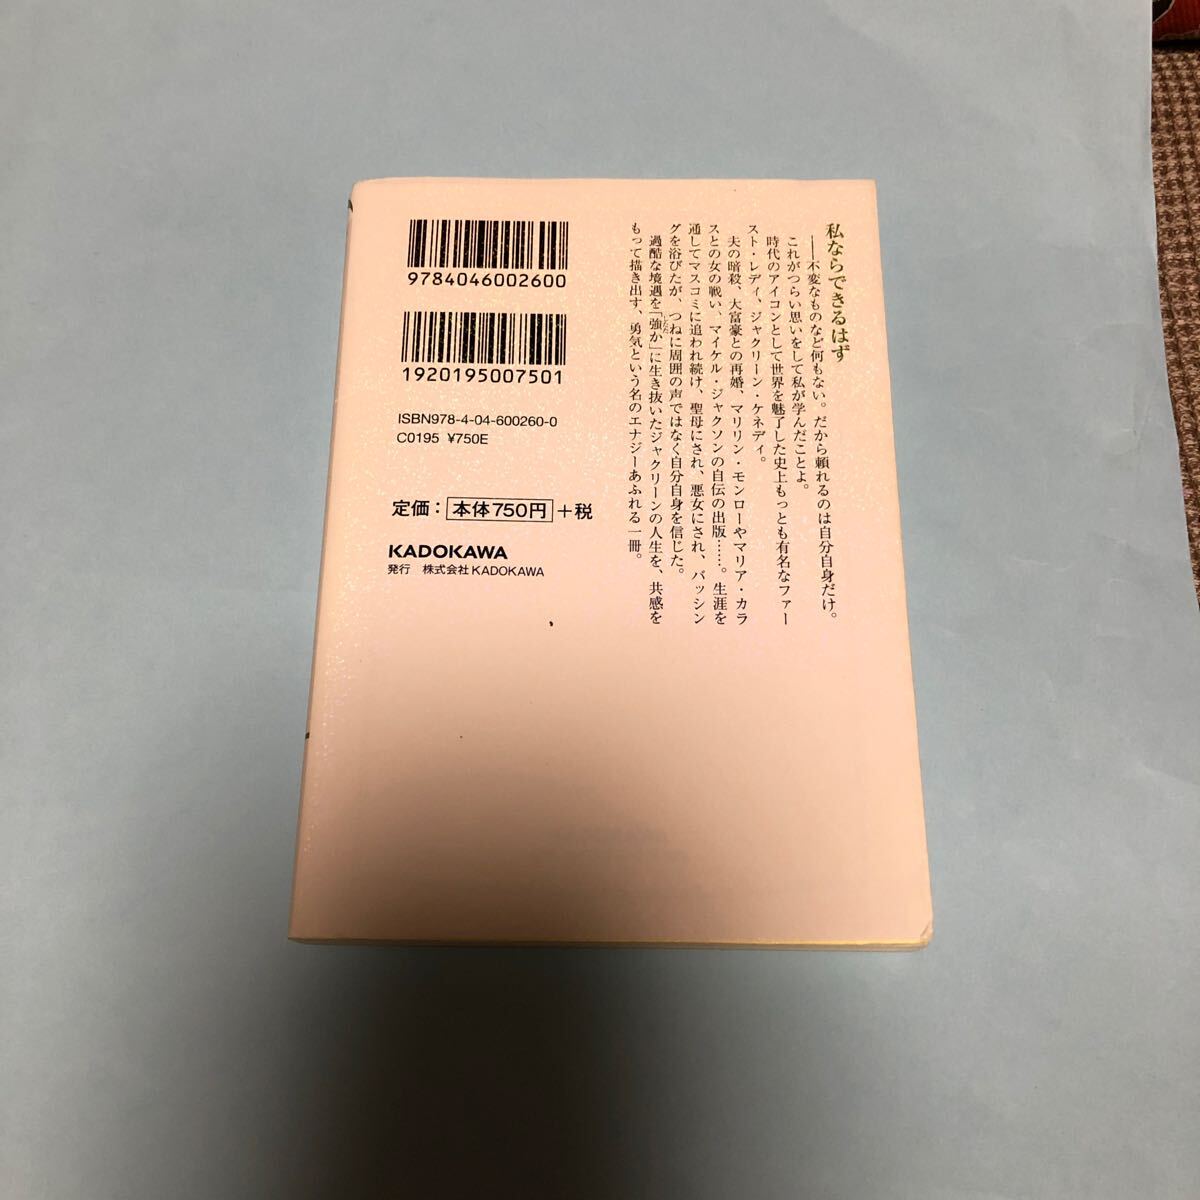 私ならできるはず
――不変なものなど何もない。だから頼れるのは自分自身だけ。
これがつらい思いをして私が学んだことよ。
時代のアイコンとして世界を魅了した史上もっとも有名なファー
スト・レディ、ジャクリーン・ケネディ。
夫の暗殺、大富豪との再婚、マリリン・モンローやマリア・カラ
スとの女の戦い、マイケル・ジャクソンの自伝の出版……。生涯を
通してマスコミに追われ続け、聖母にされ、悪女にされ、バッシン
グを浴びたが、つねに周囲の声ではなく自分自身を信じた。
過酷な境遇を「強か」に生き抜いたジャクリーンの人生を、共感を
もって描き出す、勇気という名のエナジーあふれる一冊。
9784046002600
1920195007501
ISBN978-4-04-600260-0
C0195 ¥750E
定価：本体750円＋税
KADOKAWA
発行　株式会社KADOKAWA